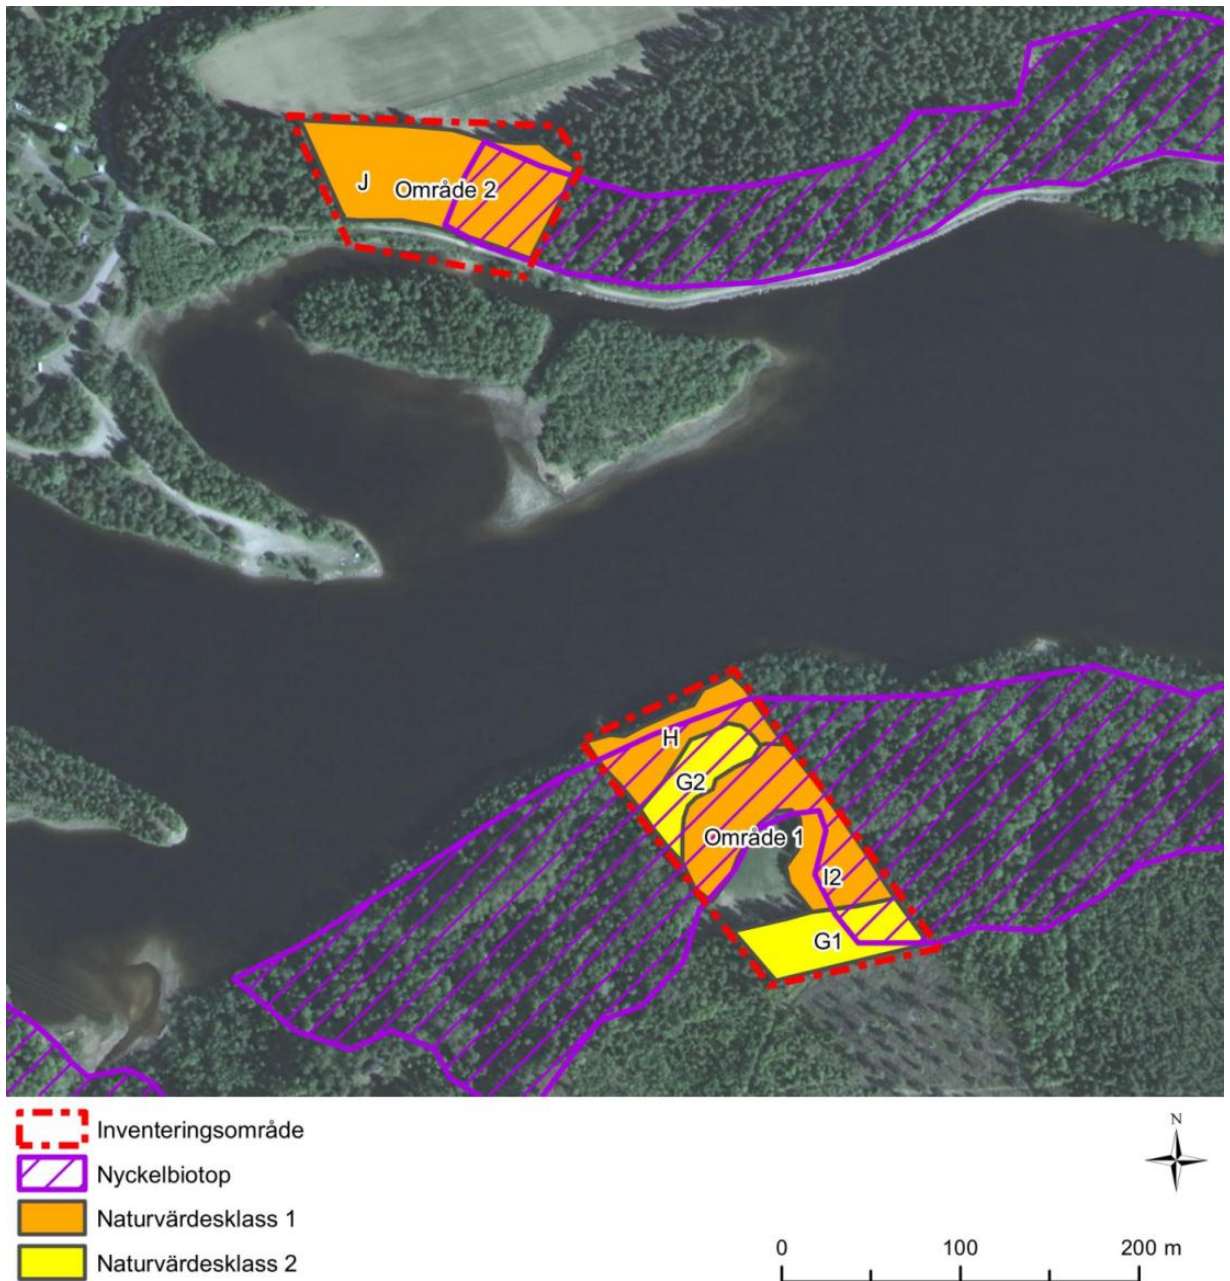 J
Område 2
H
G2
Område 1
I2
G1
Inventeringsområde
Nyckelbiotop
Naturvärdesklass 1
Naturvärdesklass 2
N
0 100 200 m